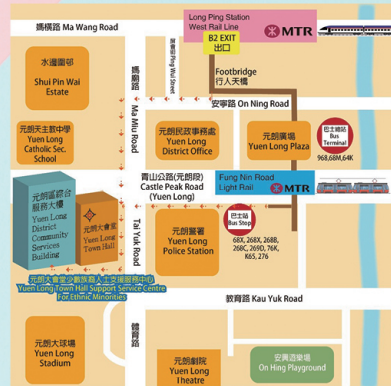 媽橫路 Ma Wang Road
Long Ping Station
West Rail Line
MTR
B2 EXIT
出口
屏會街 Ping Wui Street
Footbridge
行人天橋
水邊圍邨
Shui Pin Wai
Estate
媽廟路 Ma Miu Road
安寧路 On Ning Road
元朗天主教中學
Yuen Long
Catholic Sec.
School
元朗民政事務處
Yuen Long
District Office
元朗廣場
Yuen Long Plaza
巴士總站
Bus
Terminal
968,68M,64K
青山公路(元朗段)
Castle Peak Road
(Yuen Long)
Fung Nin Road
Light Rail
MTR
元朗區綜合
服務大樓
Yuen Long
District
Community
Services
Building
元朗大會堂
Yuen Long
Town Hall
Tai Yuk Road
體育路
元朗警署
Yuen Long
Police Station
巴士站
Bus Stop
68X, 268X, 268B,
268C, 269D, 76K,
K65, 276
元朗大會堂少數族裔人士支援服務中心
Yuen Long Town Hall Support Service Centre
For Ethnic Minorities
教育路 Kau Yuk Road
元朗大球場
Yuen Long
Stadium
元朗劇院
Yuen Long
Theatre
安興遊樂場
On Hing Playground